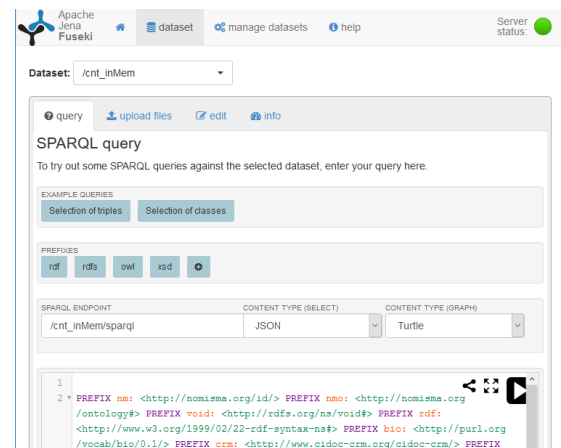 Apache
Jena
Fuseki
dataset
manage datasets
help
Server
status:
Dataset: /cnt_inMem
query
upload files
edit
info
SPARQL query
To try out some SPARQL queries against the selected dataset, enter your query here.
EXAMPLE QUERIES
Selection of triples
Selection of classes
PREFIXES
rdf
rdfs
owl
xsd
SPARQL ENDPOINT
CONTENT TYPE (SELECT)
CONTENT TYPE (GRAPH)
/cnt_inMem/sparql
JSON
Turtle
1
2 PREFIX nm: <http://nomisma.org/id/> PREFIX nmo: <http://nomisma.org
/ontology#> PREFIX void: <http://rdfs.org/ns/void#> PREFIX rdf:
<http://www.w3.org/1999/02/22-rdf-syntax-ns#> PREFIX bio: <http://purl.org
/vocab/bio/0.1/> PREFIX crm: <http://www.cidoc-crm.org/cidoc-crm/> PREFIX